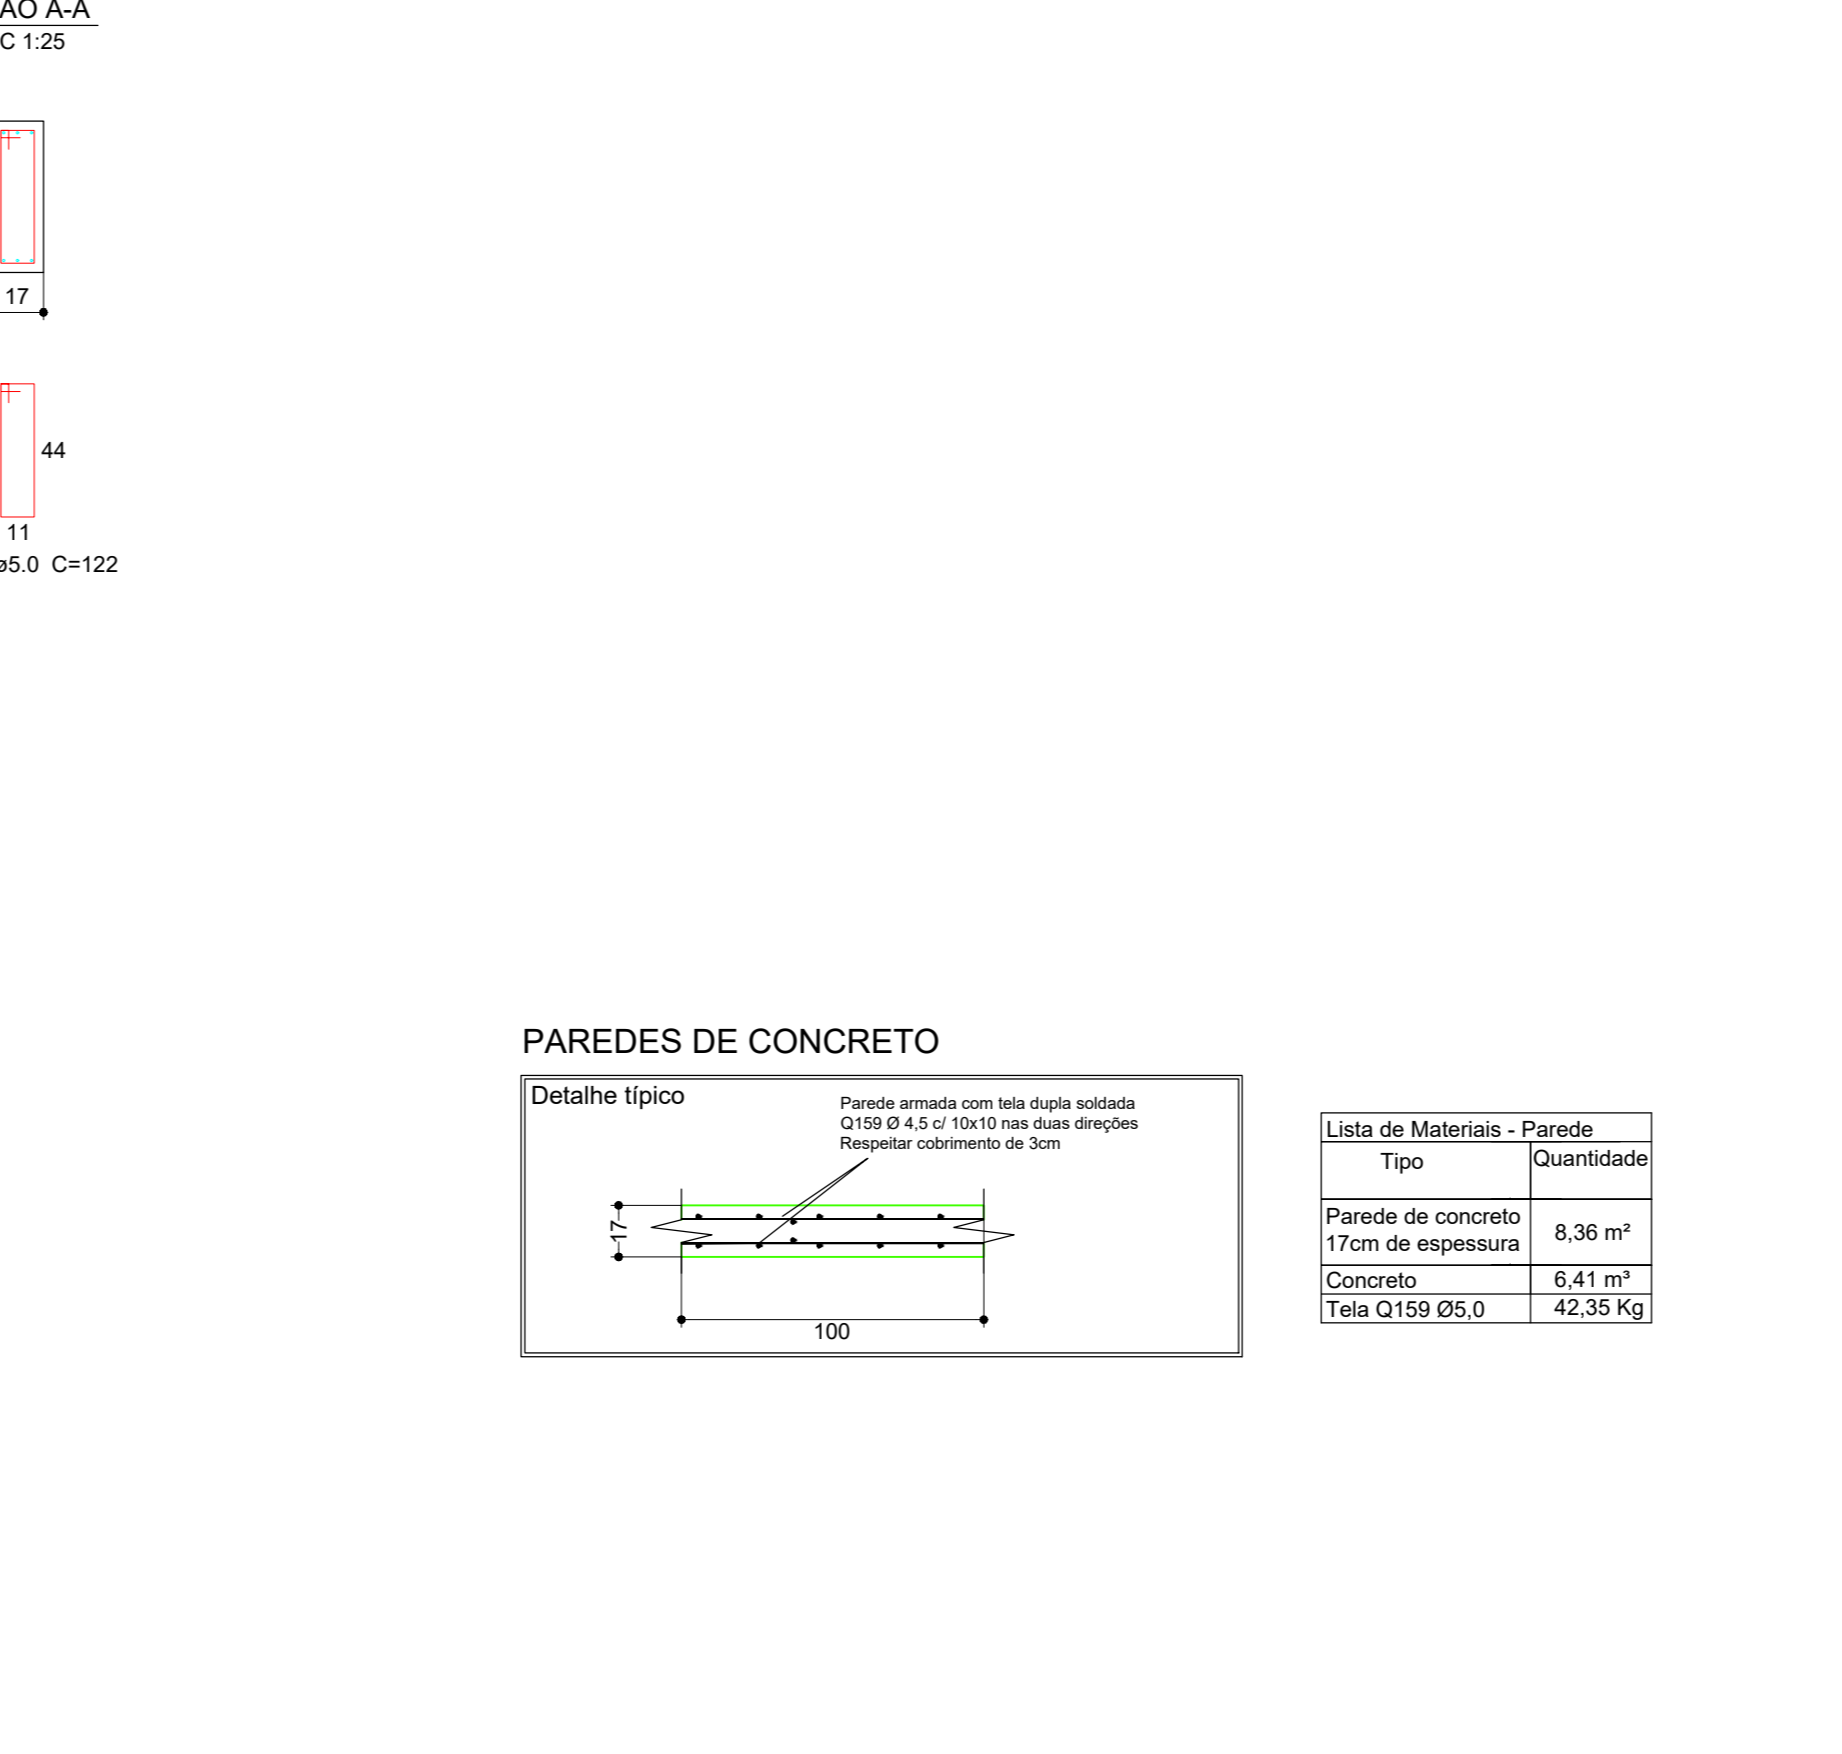 ÃO A-A
C 1:25
17
44
11
ø5.0 C=122
PAREDES DE CONCRETO
Detalhe típico
Parede armada com tela dupla soldada
Q159 Ø 4,5 c/ 10x10 nas duas direções
Respeitar cobrimento de 3cm
17
100
Lista de Materiais - Parede
Tipo
Quantidade
Parede de concreto
17cm de espessura
8,36 m²
Concreto
6,41 m³
Tela Q159 Ø5,0
42,35 Kg